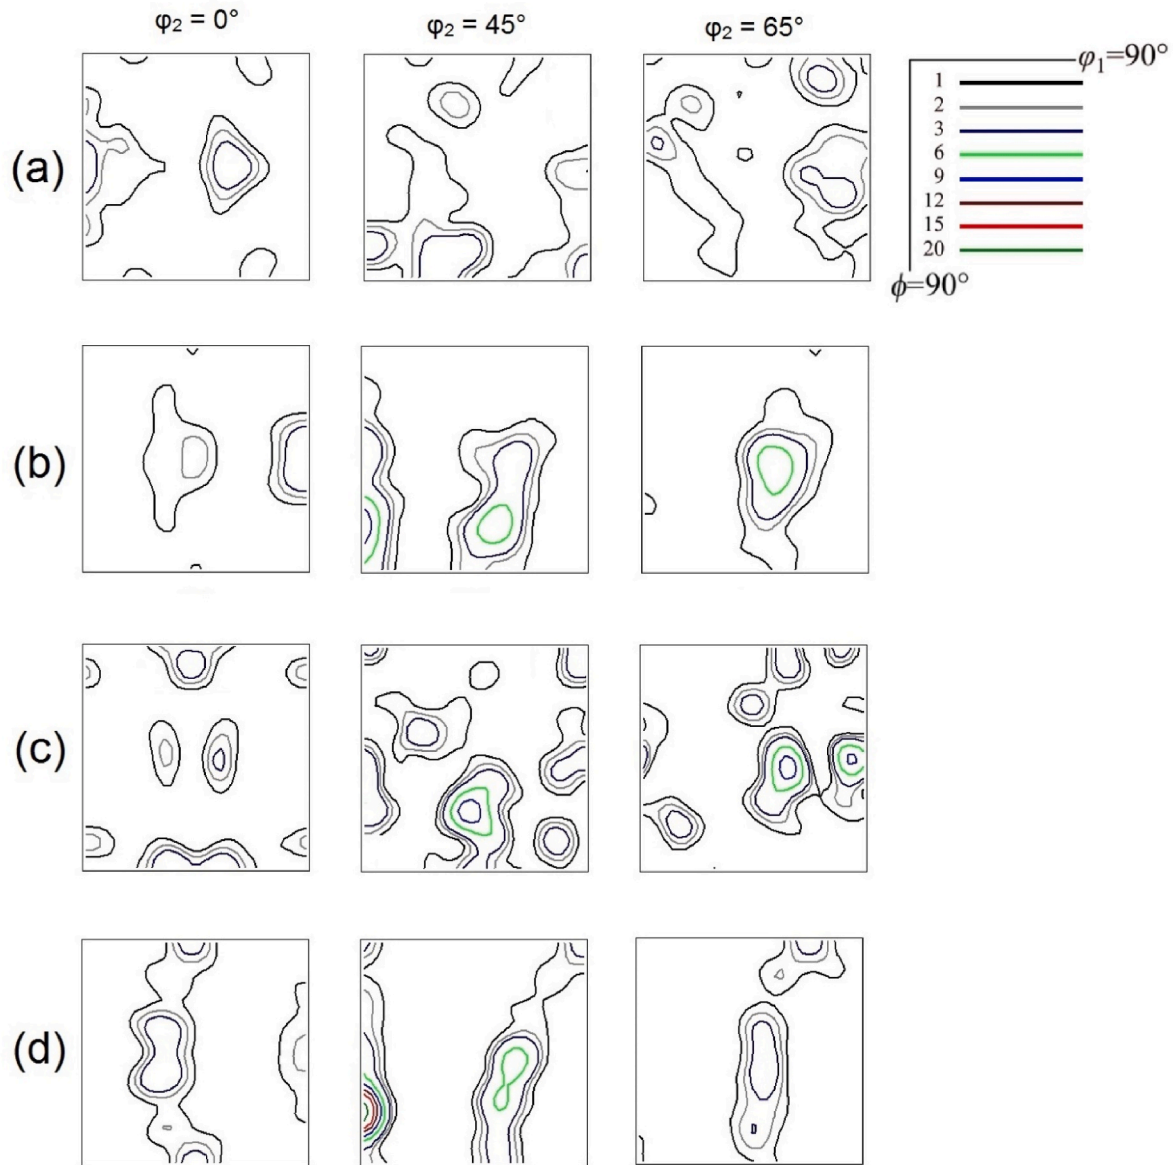 φ₂ = 0°
φ₂ = 45°
φ₂ = 65°
(a)
φ₁=90°
1
2
3
6
9
12
15
20
ϕ=90°
(b)
(c)
(d)